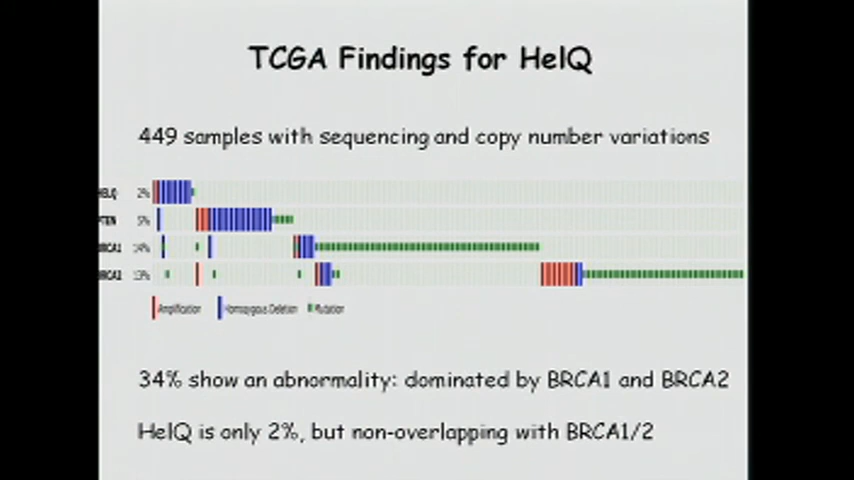 TCGA Findings for HelQ
449 samples with sequencing and copy number variations
HELQ 2%
PTEN 5%
BRCA1 14%
BRCA2 13%
Amplification Homozygous Deletion Mutation
34% show an abnormality: dominated by BRCA1 and BRCA2
HelQ is only 2%, but non-overlapping with BRCA1/2